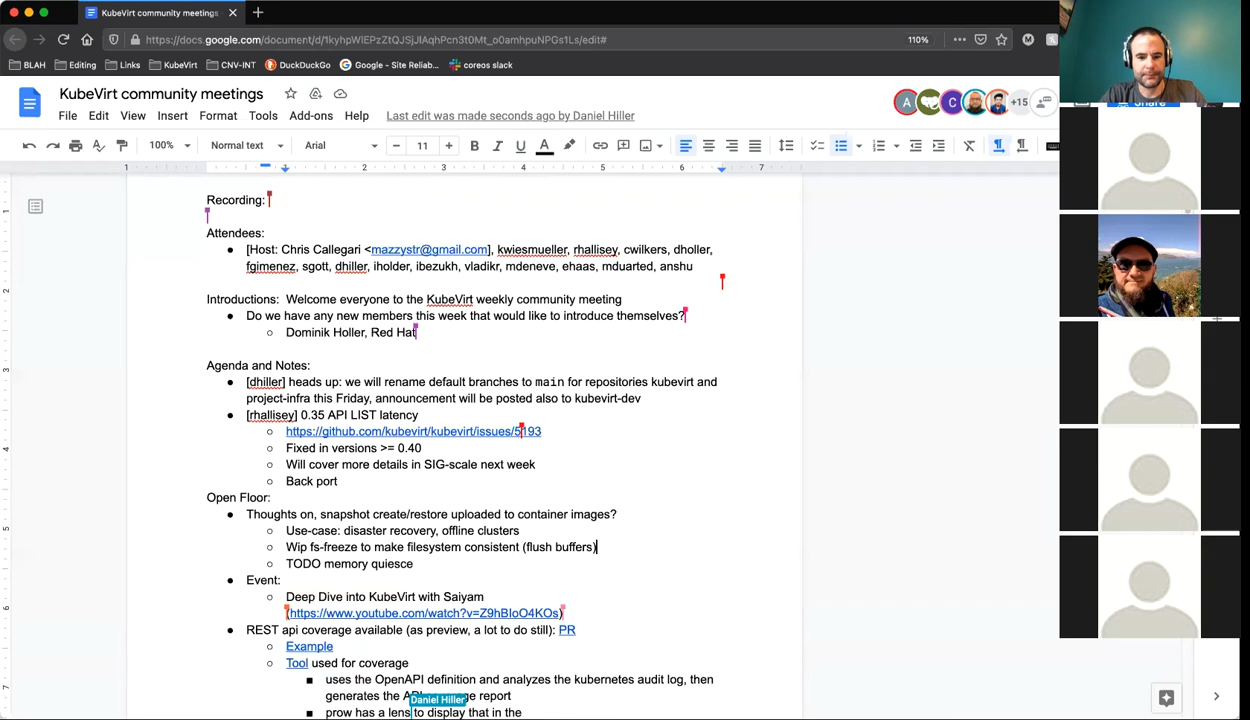 KubeVirt community meetings
https://docs.google.com/document/d/1kyhpWlEPzZtQJSjJlAqhPcn3t0Mt_o0amhpuNPGs1Ls/edit#
110%
BLAH Editing Links KubeVirt CNV-INT DuckDuckGo Google - Site Reliab... coreos slack
KubeVirt community meetings
File Edit View Insert Format Tools Add-ons Help Last edit was made seconds ago by Daniel Hiller
A C +15
Share
100% Normal text Arial 11
1 1 2 3 4 5 6 7
Recording:
Attendees:
[Host: Chris Callegari <mazzystr@gmail.com], kwiesmueller, rhallisey, cwilkers, dholler,
fgimenez, sgott, dhiller, iholder, ibezukh, vladikr, mdeneve, ehaas, mduarted, anshu
Introductions: Welcome everyone to the KubeVirt weekly community meeting
Do we have any new members this week that would like to introduce themselves?
Dominik Holler, Red Hat
Agenda and Notes:
[dhiller] heads up: we will rename default branches to main for repositories kubevirt and
project-infra this Friday, announcement will be posted also to kubevirt-dev
[rhallisey] 0.35 API LIST latency
https://github.com/kubevirt/kubevirt/issues/5193
Fixed in versions >= 0.40
Will cover more details in SIG-scale next week
Back port
Open Floor:
Thoughts on, snapshot create/restore uploaded to container images?
Use-case: disaster recovery, offline clusters
Wip fs-freeze to make filesystem consistent (flush buffers)
TODO memory quiesce
Event:
Deep Dive into KubeVirt with Saiyam
(https://www.youtube.com/watch?v=Z9hBIoO4KOs)
REST api coverage available (as preview, a lot to do still): PR
Example
Tool used for coverage
uses the OpenAPI definition and analyzes the kubernetes audit log, then
generates the report
Daniel Hiller
prow has a lens to display that in the